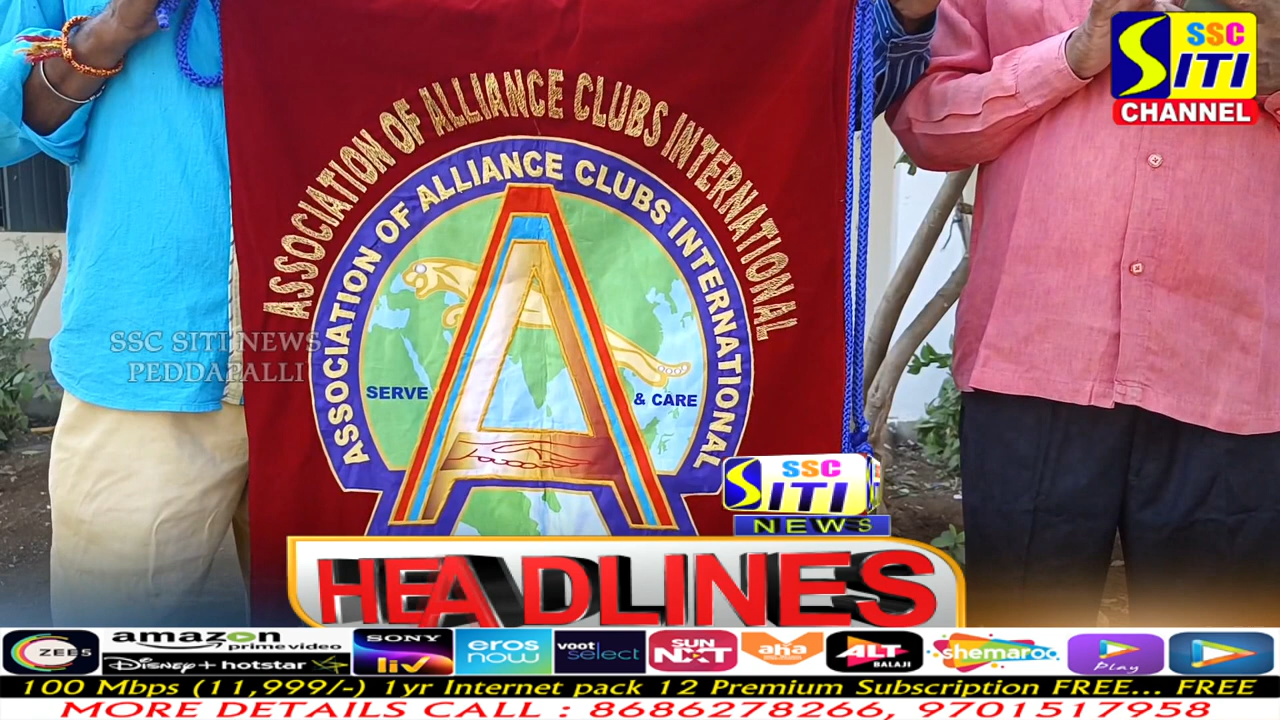 SSC
SITI
CHANNEL
ASSOCIATION OF ALLIANCE CLUBS INTERNATIONAL
ASSOCIATION OF ALLIANCE CLUBS INTERNATIONAL
SERVE & CARE
SSC SITI NEWS
PEDDAPALLI
SSC
SITI
NEWS
HEADLINES
ZEE5
amazon
prime video
Disney+ hotstar
SONY
liv
eros
now
voot select
SUN
NXT
aha
ALT
BALAJI
shemaroo
Play
100 Mbps (11,999/-) 1yr Internet pack 12 Premium Subscription FREE... FREE
MORE DETAILS CALL : 8686278266, 9701517958